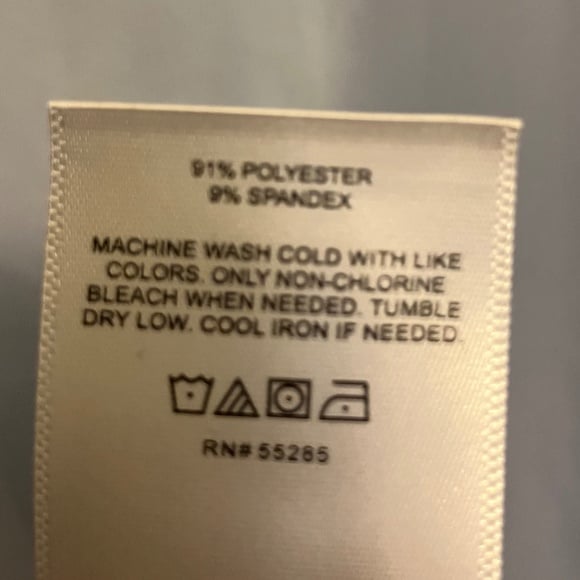 91% POLYESTER
9% SPANDEX
MACHINE WASH COLD WITH LIKE
COLORS. ONLY NON-CHLORINE
BLEACH WHEN NEEDED. TUMBLE
DRY LOW. COOL IRON IF NEEDED.
RN# 55285